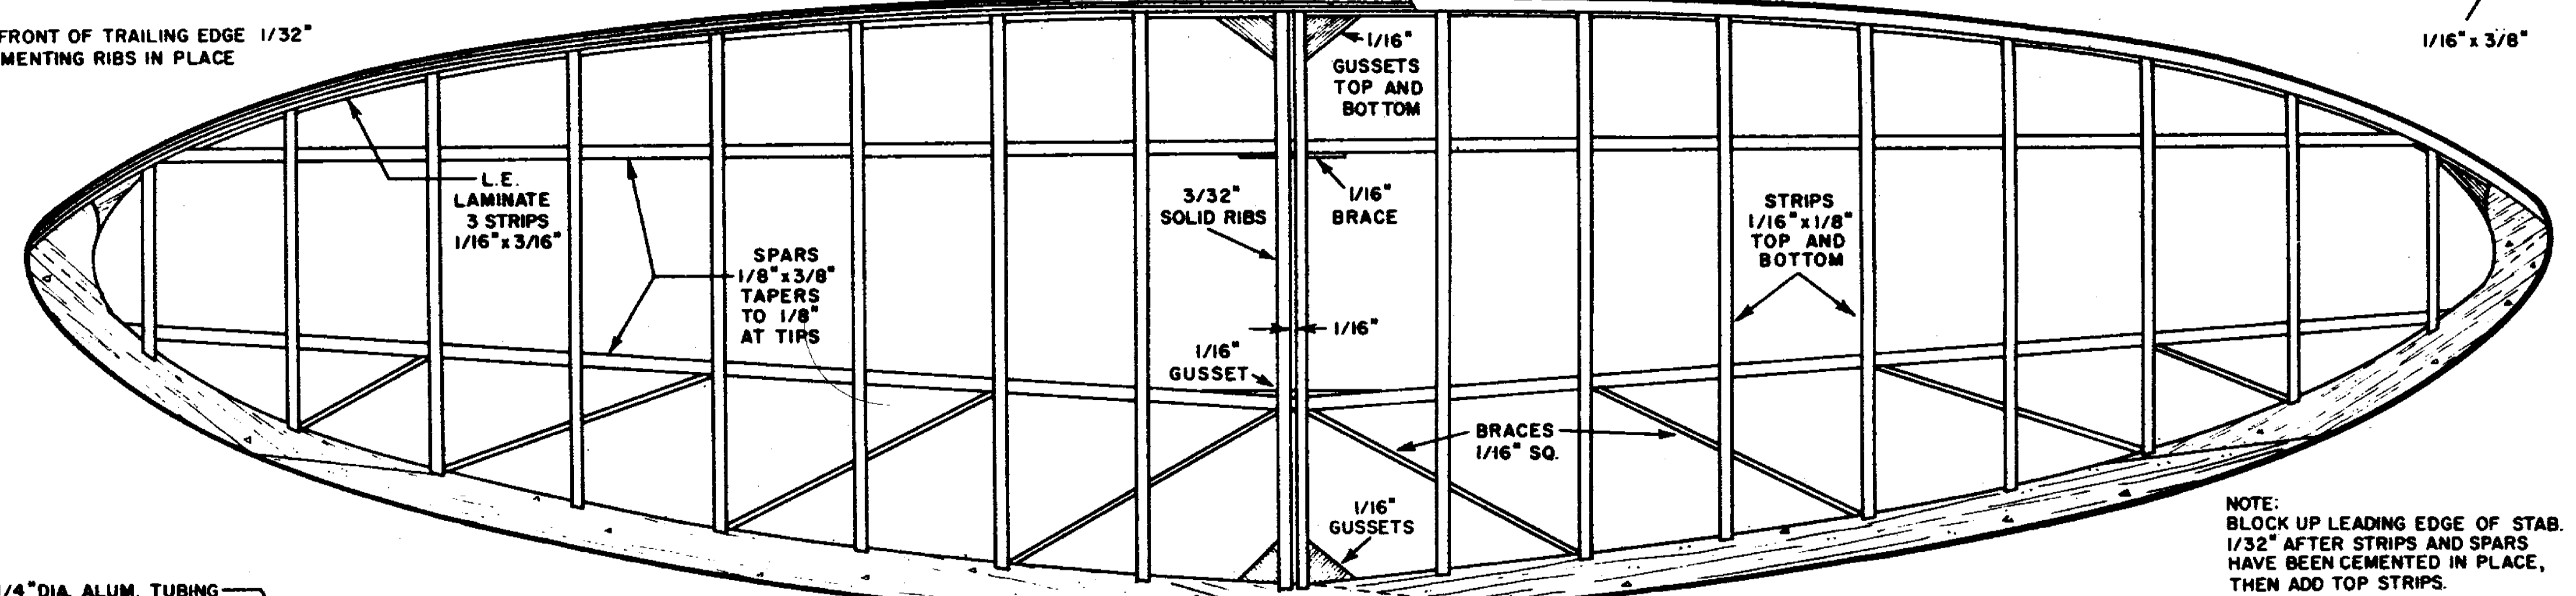 FRONT OF TRAILING EDGE 1/32"
MENTING RIBS IN PLACE
1/16" x 3/8"
1/16"
GUSSETS
TOP AND
BOTTOM
L.E.
LAMINATE
3 STRIPS
1/16" x 3/16"
3/32"
SOLID RIBS
1/16"
BRACE
STRIPS
1/16" x 1/8"
TOP AND
BOTTOM
SPARS
1/8" x 3/8"
TAPERS
TO 1/8"
AT TIPS
1/16"
1/16"
GUSSET
BRACES
1/16" SQ.
1/16"
GUSSETS
NOTE:
BLOCK UP LEADING EDGE OF STAB.
1/32" AFTER STRIPS AND SPARS
HAVE BEEN CEMENTED IN PLACE,
THEN ADD TOP STRIPS.
1/4" DIA. ALUM. TUBING